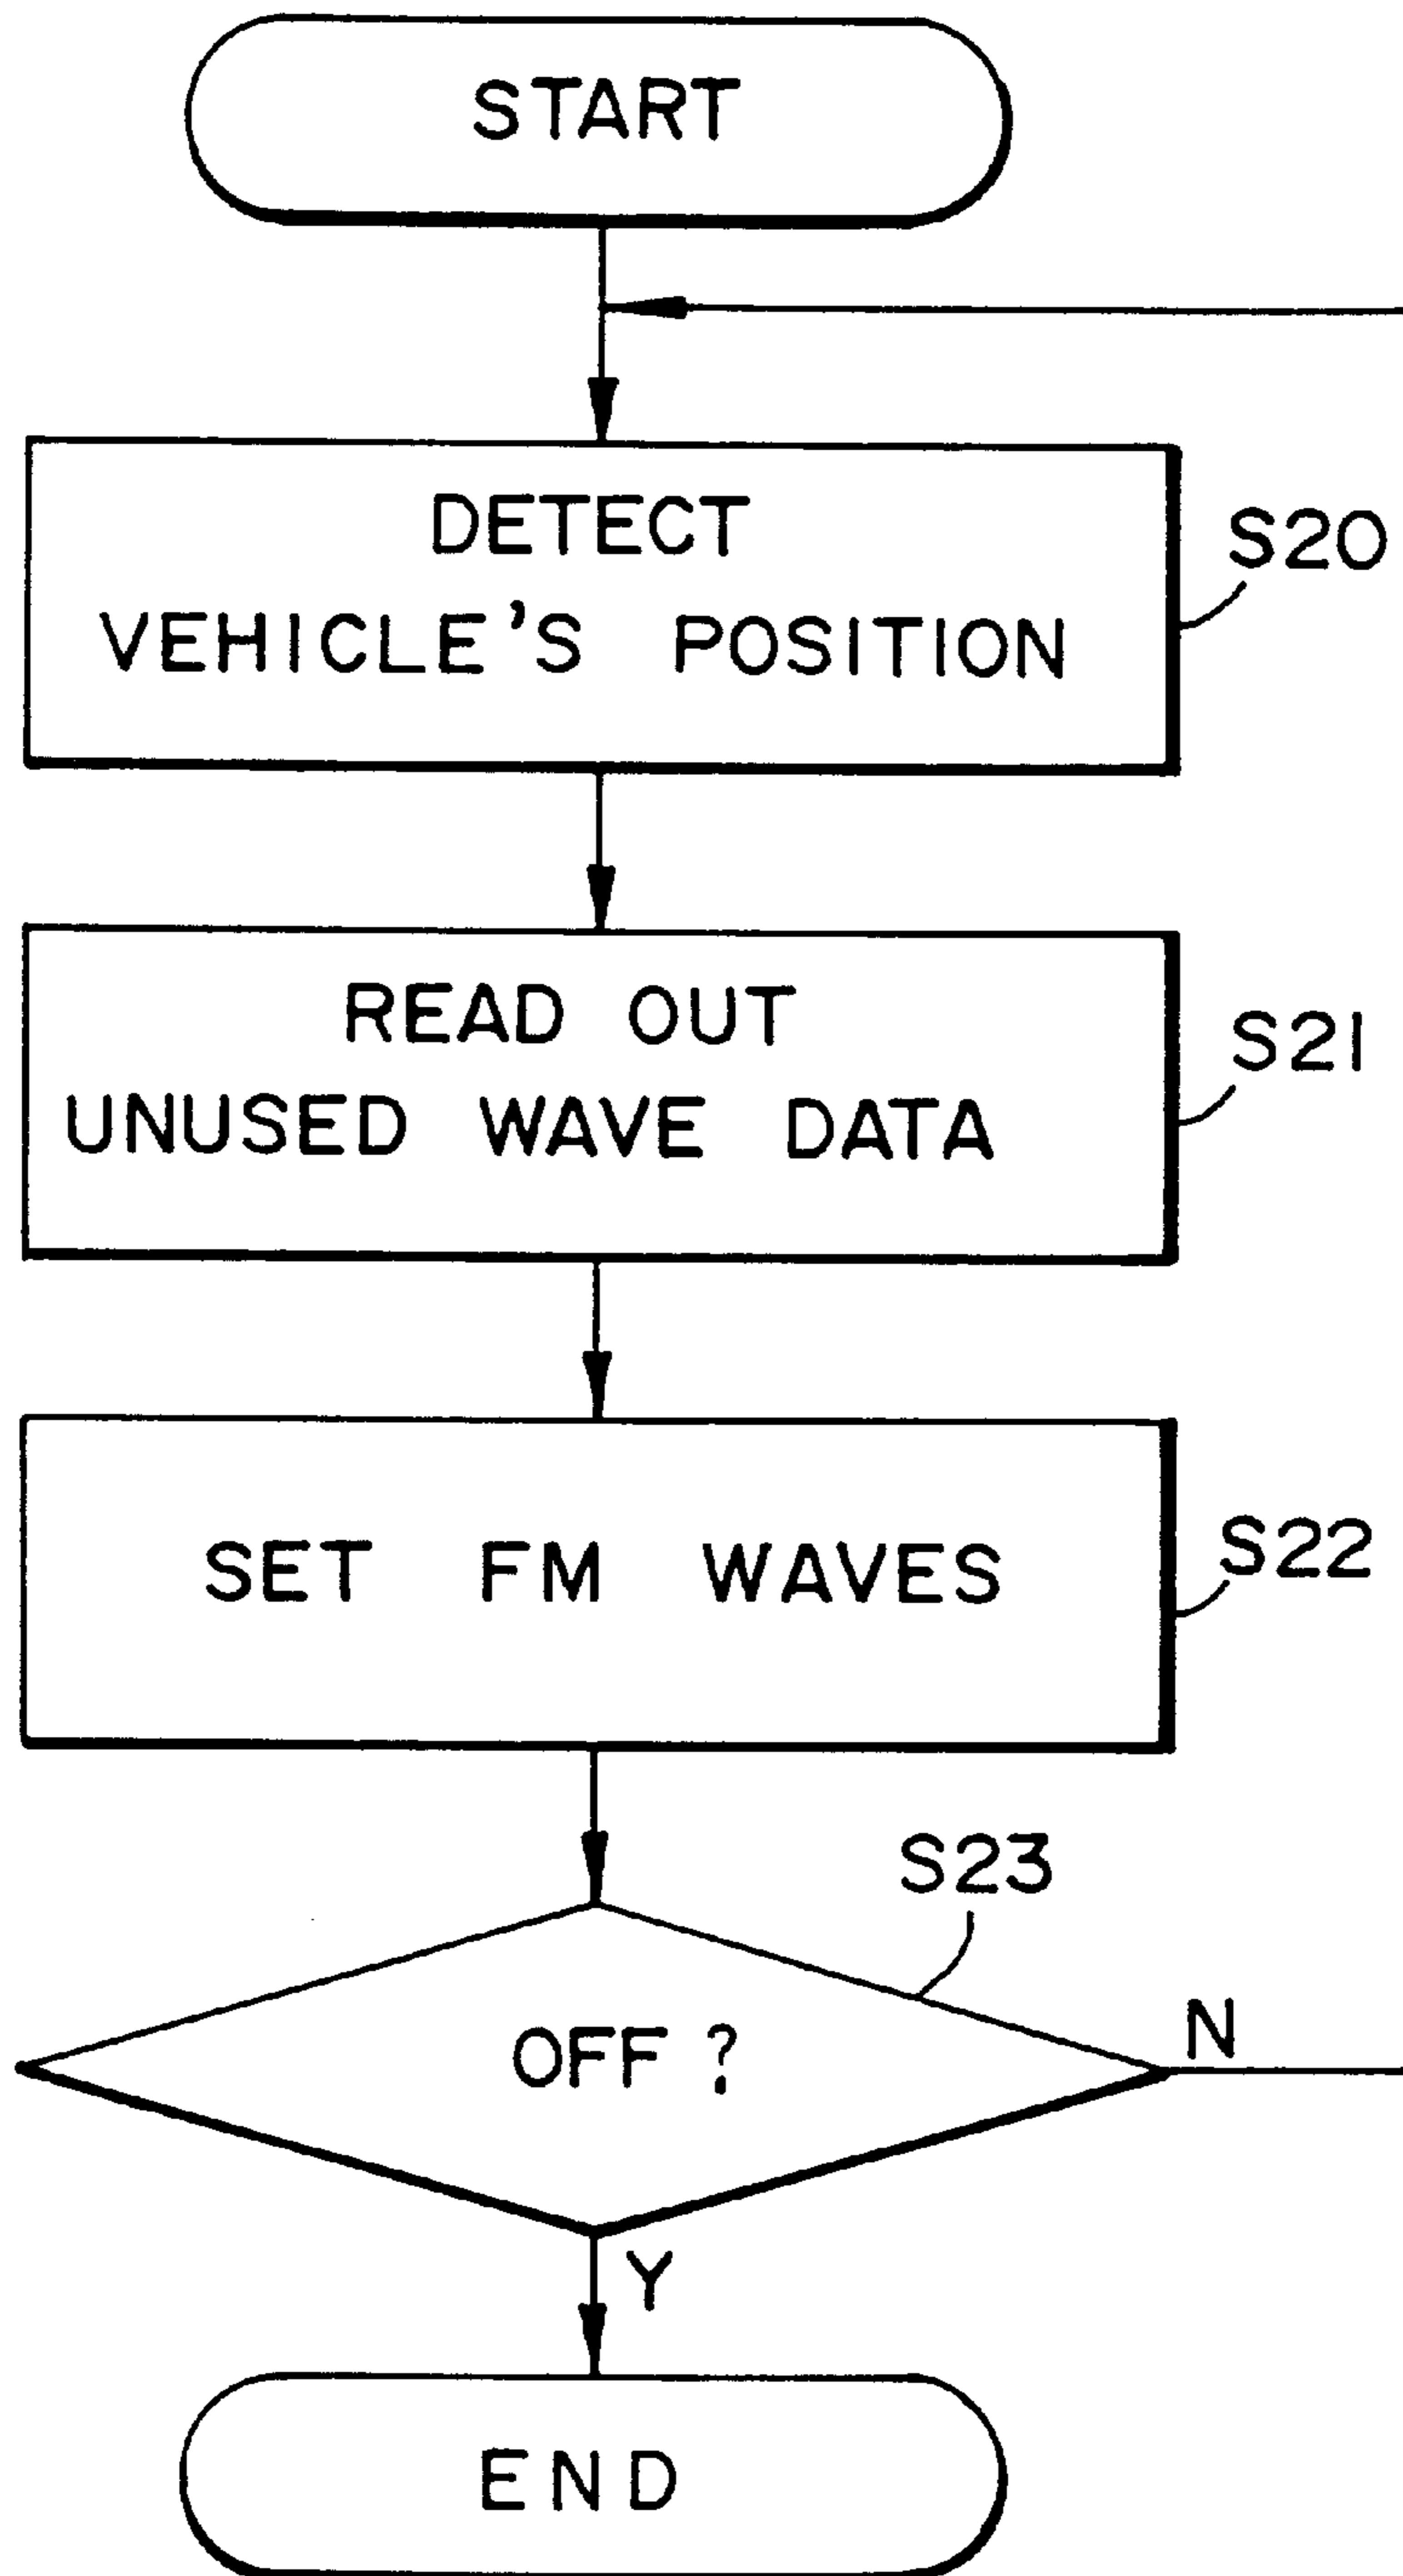 START
DETECT
VEHICLE'S POSITION
S20
READ OUT
UNUSED WAVE DATA
S21
SET FM WAVES
S22
S23
OFF?
N
Y
END